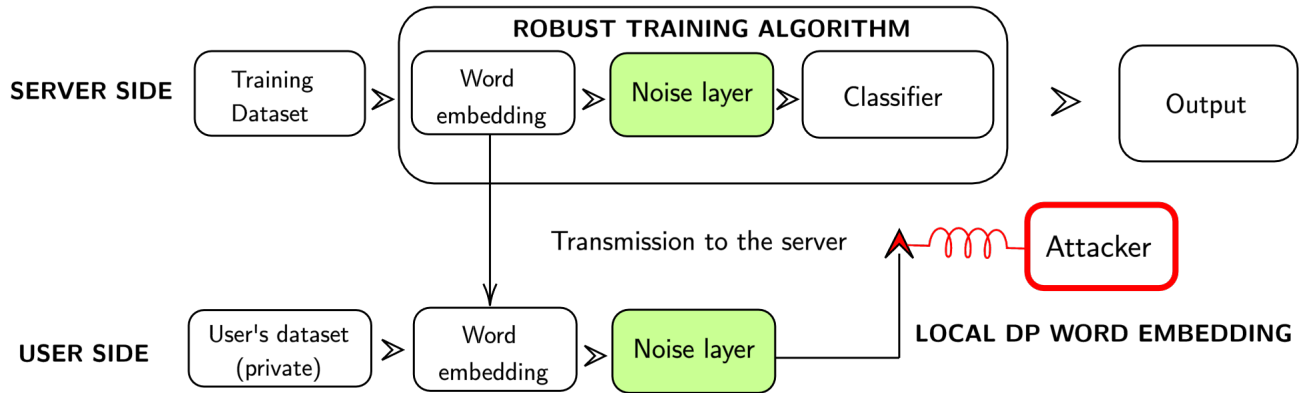 ROBUST TRAINING ALGORITHM
SERVER SIDE
Training
Dataset
Word
embedding
Noise layer
Classifier
Output
Transmission to the server
Attacker
LOCAL DP WORD EMBEDDING
USER SIDE
User's dataset
(private)
Word
embedding
Noise layer